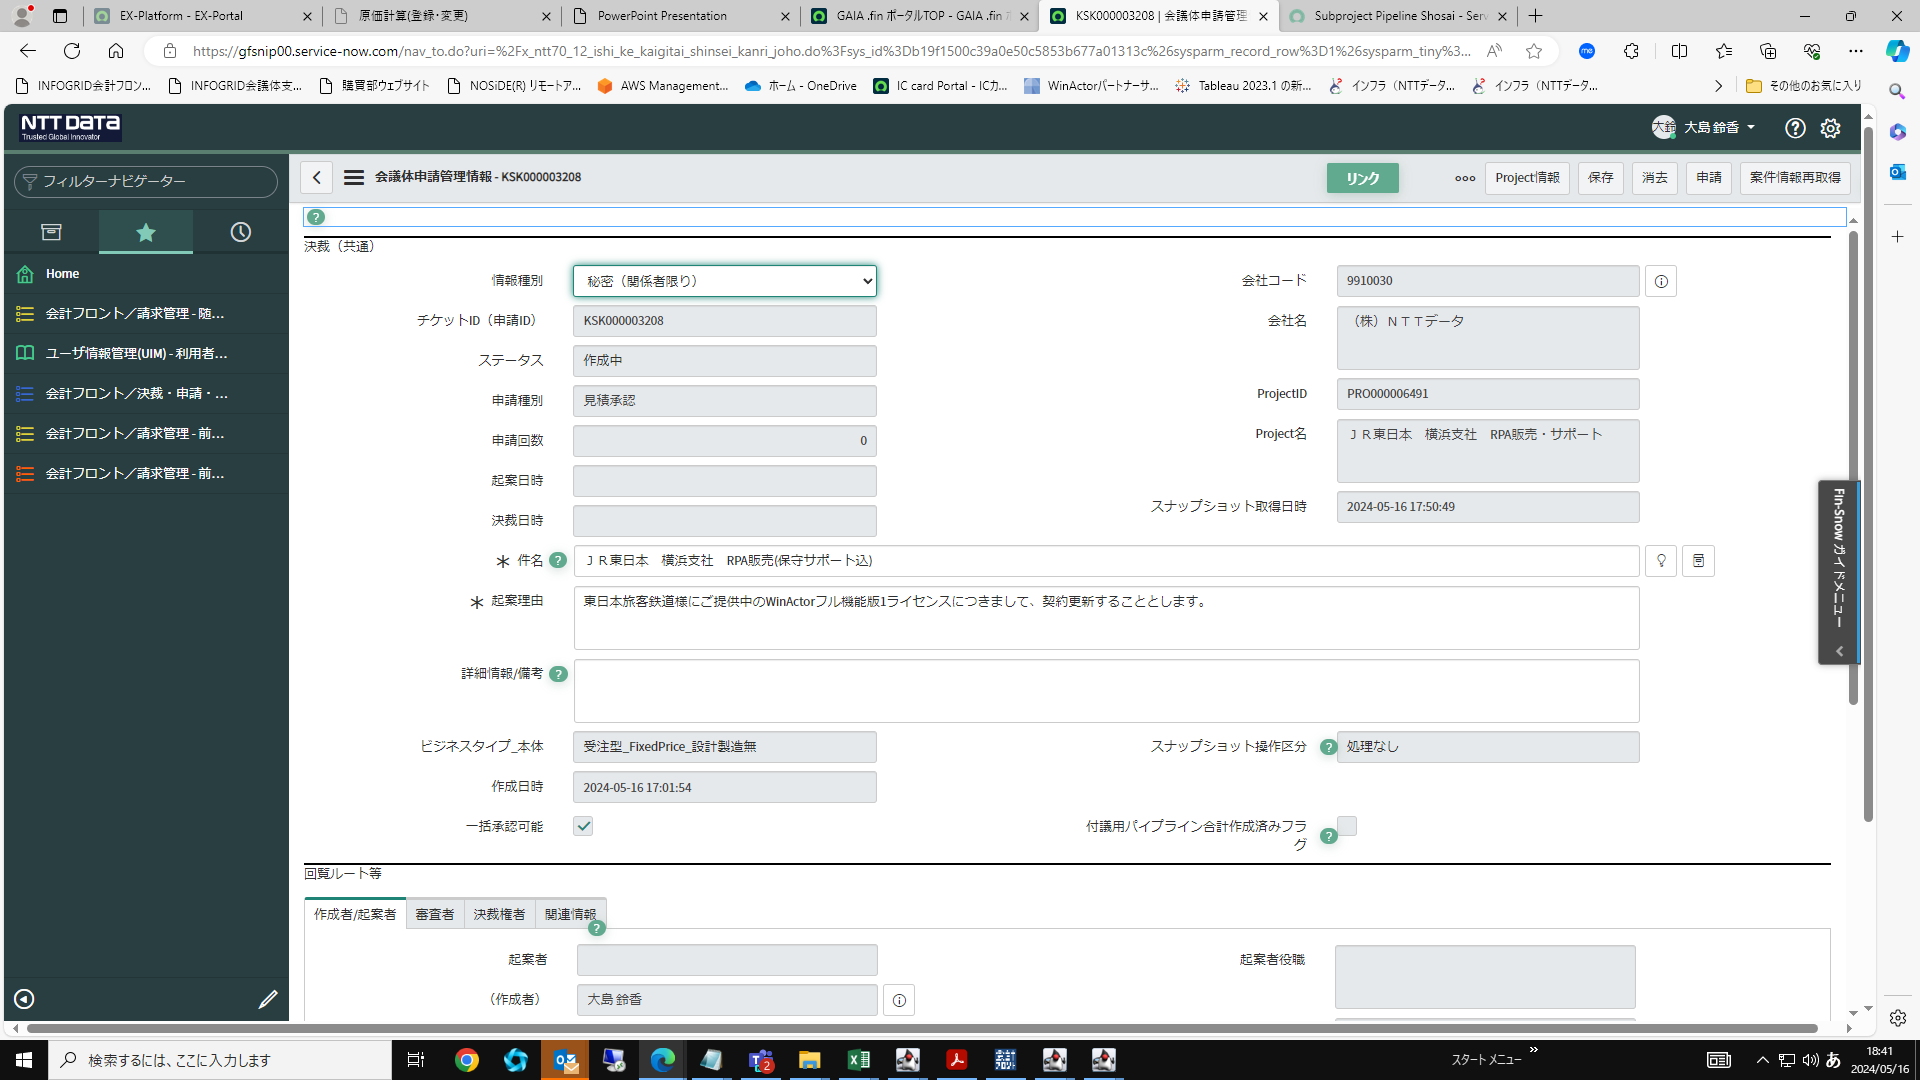 EX-Platform - EX-Portal
原価計算(登録･変更)
PowerPoint Presentation
GAIA .fin ポータルTOP - GAIA .fin ポ
KSK000003208 | 会議体申請管理
Subproject Pipeline Shosai - Serv
https://gfsnip00.service-now.com/nav_to.do?uri=%2Fx_ntt70_12_ishi_ke_kaigitai_shinsei_kanri_joho.do%3Fsys_id%3Db19f1500c39a0e50c5853b677a01313c%26sysparm_record_row%3D1%26sysparm_tiny%3...
INFOGRID会計フロン...
INFOGRID会議体支...
購買部ウェブサイト
NOSiDE(R) リモートア...
AWS Management...
ホーム - OneDrive
IC card Portal - ICカ...
WinActorパートナーサ...
Tableau 2023.1 の新...
インフラ（NTTデータ...
インフラ（NTTデータ...
その他のお気に入り
NTT DATA
Trusted Global Innovator
大鈴
大島 鈴香
フィルターナビゲーター
会議体申請管理情報 - KSK000003208
リンク
Project情報
保存
消去
申請
案件情報再取得
Home
会計フロント／請求管理 - 随...
ユーザ情報管理(UIM) - 利用者...
会計フロント／決裁・申請・...
会計フロント／請求管理 - 前...
会計フロント／請求管理 - 前...
決裁（共通）
情報種別
秘密（関係者限り）
会社コード
9910030
チケットID（申請ID）
KSK000003208
会社名
（株）ＮＴＴデータ
ステータス
作成中
申請種別
見積承認
ProjectID
PRO000006491
申請回数
0
Project名
ＪＲ東日本　横浜支社　RPA販売・サポート
起案日時
決裁日時
スナップショット取得日時
2024-05-16 17:50:49
件名
ＪＲ東日本　横浜支社　RPA販売(保守サポート込)
起案理由
東日本旅客鉄道様にご提供中のWinActorフル機能版1ライセンスにつきまして、契約更新することとします。
詳細情報/備考
ビジネスタイプ_本体
受注型_FixedPrice_設計製造無
スナップショット操作区分
処理なし
作成日時
2024-05-16 17:01:54
一括承認可能
付議用パイプライン合計作成済みフラグ
回覧ルート等
作成者/起案者
審査者
決裁権者
関連情報
起案者
起案者役職
（作成者）
大島 鈴香
Fin-Snow ガイドメニュー
検索するには、ここに入力します
2
スタート メニュー
あ
18:41
2024/05/16